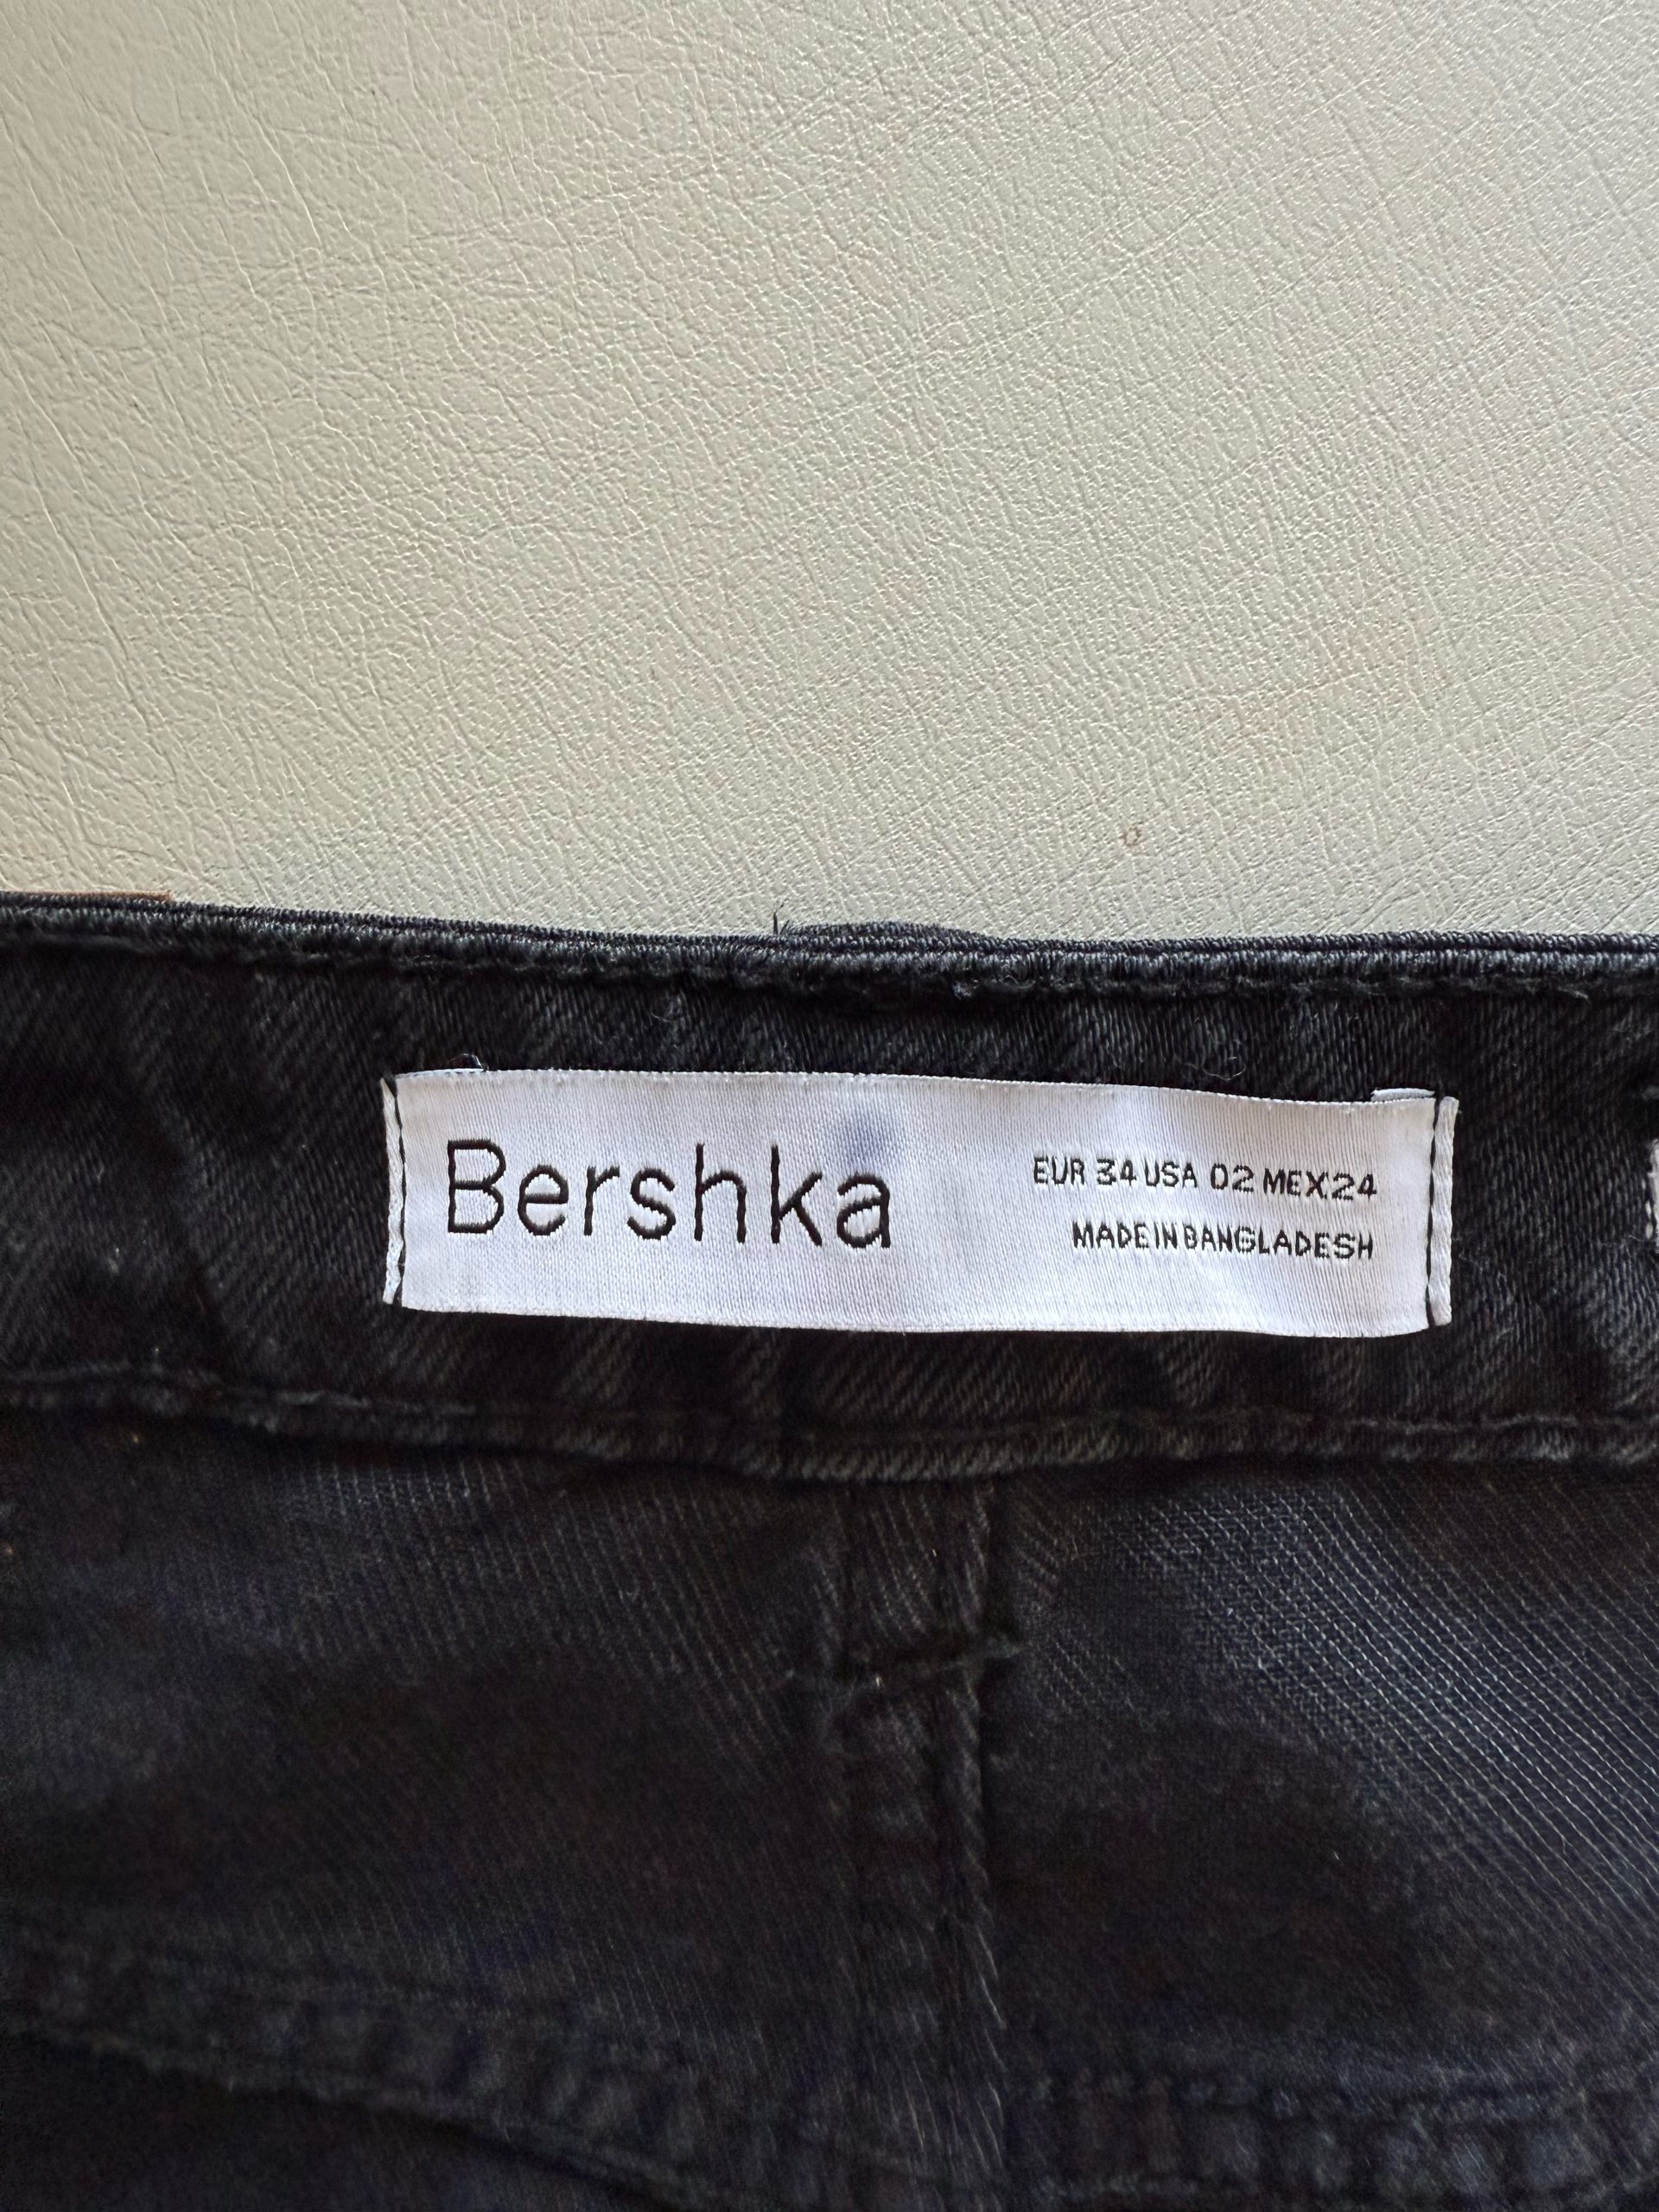 Bershka
EUR 34 USA 02 MEX 24
MADE IN BANGLADESH